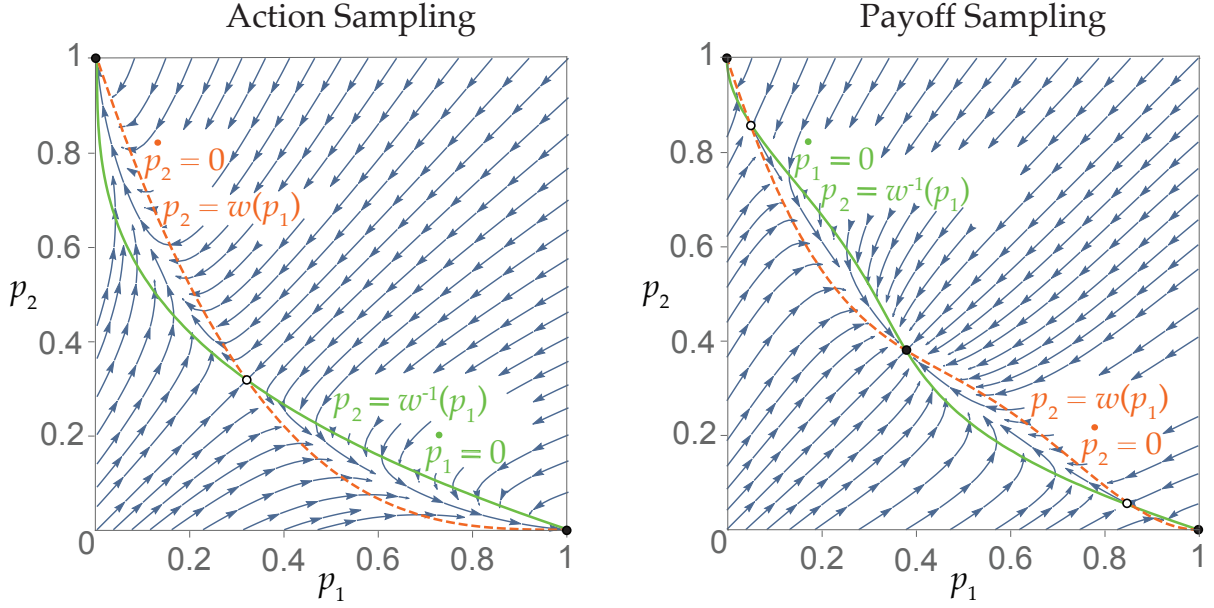 Action Sampling
1
0.8
0.6
p₂
0.4
0.2
0
0.2
0.4
0.6
0.8
1
p₁
ṗ₂ = 0
p₂ = w(p₁)
p₂ = w⁻¹(p₁)
ṗ₁ = 0
Payoff Sampling
1
0.8
0.6
p₂
0.4
0.2
0
0.2
0.4
0.6
0.8
1
p₁
ṗ₁ = 0
p₂ = w⁻¹(p₁)
p₂ = w(p₁)
ṗ₂ = 0